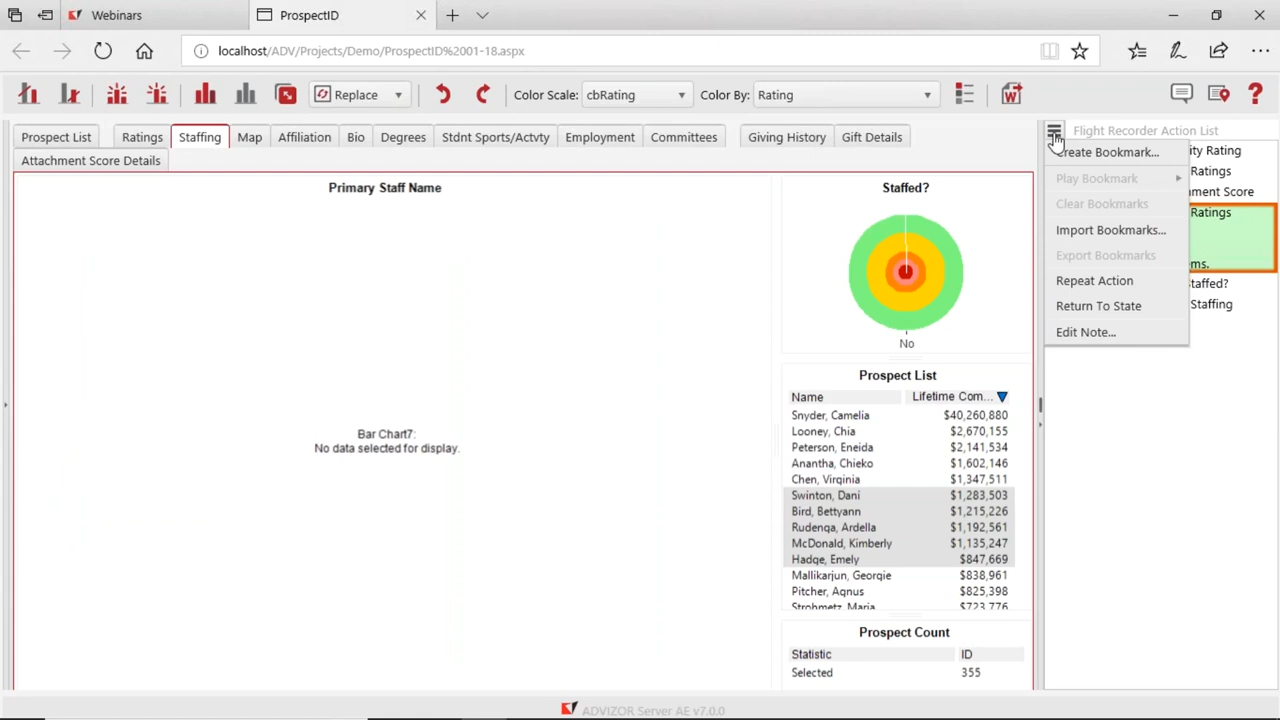 Webinars
ProspectID
localhost/ADV/Projects/Demo/ProspectID%2001-18.aspx
Replace
Color Scale:
cbRating
Color By:
Rating
Prospect List
Ratings
Staffing
Map
Affiliation
Bio
Degrees
Stdnt Sports/Actvty
Employment
Committees
Giving History
Gift Details
Attachment Score Details
Flight Recorder Action List
Create Bookmark...
Play Bookmark
Clear Bookmarks
Import Bookmarks...
Export Bookmarks
Repeat Action
Return To State
Edit Note...
ity Rating
Ratings
ment Score
Ratings
ms.
taffed?
Staffing
Primary Staff Name
Bar Chart7:
No data selected for display.
Staffed?
No
Prospect List
Name Lifetime Com...
Snyder, Camelia $40,260,880
Looney, Chia $2,670,155
Peterson, Eneida $2,141,534
Anantha, Chieko $1,602,146
Chen, Virginia $1,347,511
Swinton, Dani $1,283,503
Bird, Bettyann $1,215,226
Rudenga, Ardella $1,192,561
McDonald, Kimberly $1,135,247
Hadge, Emely $847,669
Mallikarjun, Georgie $838,961
Pitcher, Agnus $825,398
Strohmetz, Maria $723,776
Prospect Count
Statistic ID
Selected 355
ADVIZOR Server AE v7.0.0